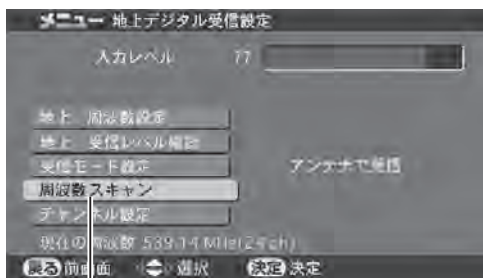 メニュー 地上デジタル受信設定
入力レベル 77
地上 周波数設定
地上 受信レベル確認
受信モード設定
アンテナで受信
周波数スキャン
チャンネル設定
現在の周波数 539.14 MHz(24ch)
戻る 前画面 選択 決定 決定